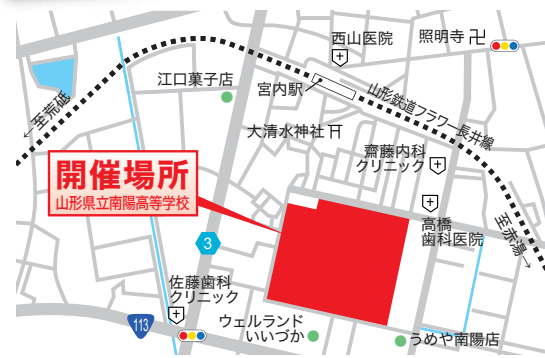 西山医院
照明寺
江口菓子店
宮内駅
山形鉄道フラワー長井線
←至荒砥
大清水神社
齋藤内科
クリニック
開催場所
山形県立南陽高等学校
高橋
歯科医院
至赤湯→
3
佐藤歯科
クリニック
113
ウェルランド
いいづか
うめや南陽店